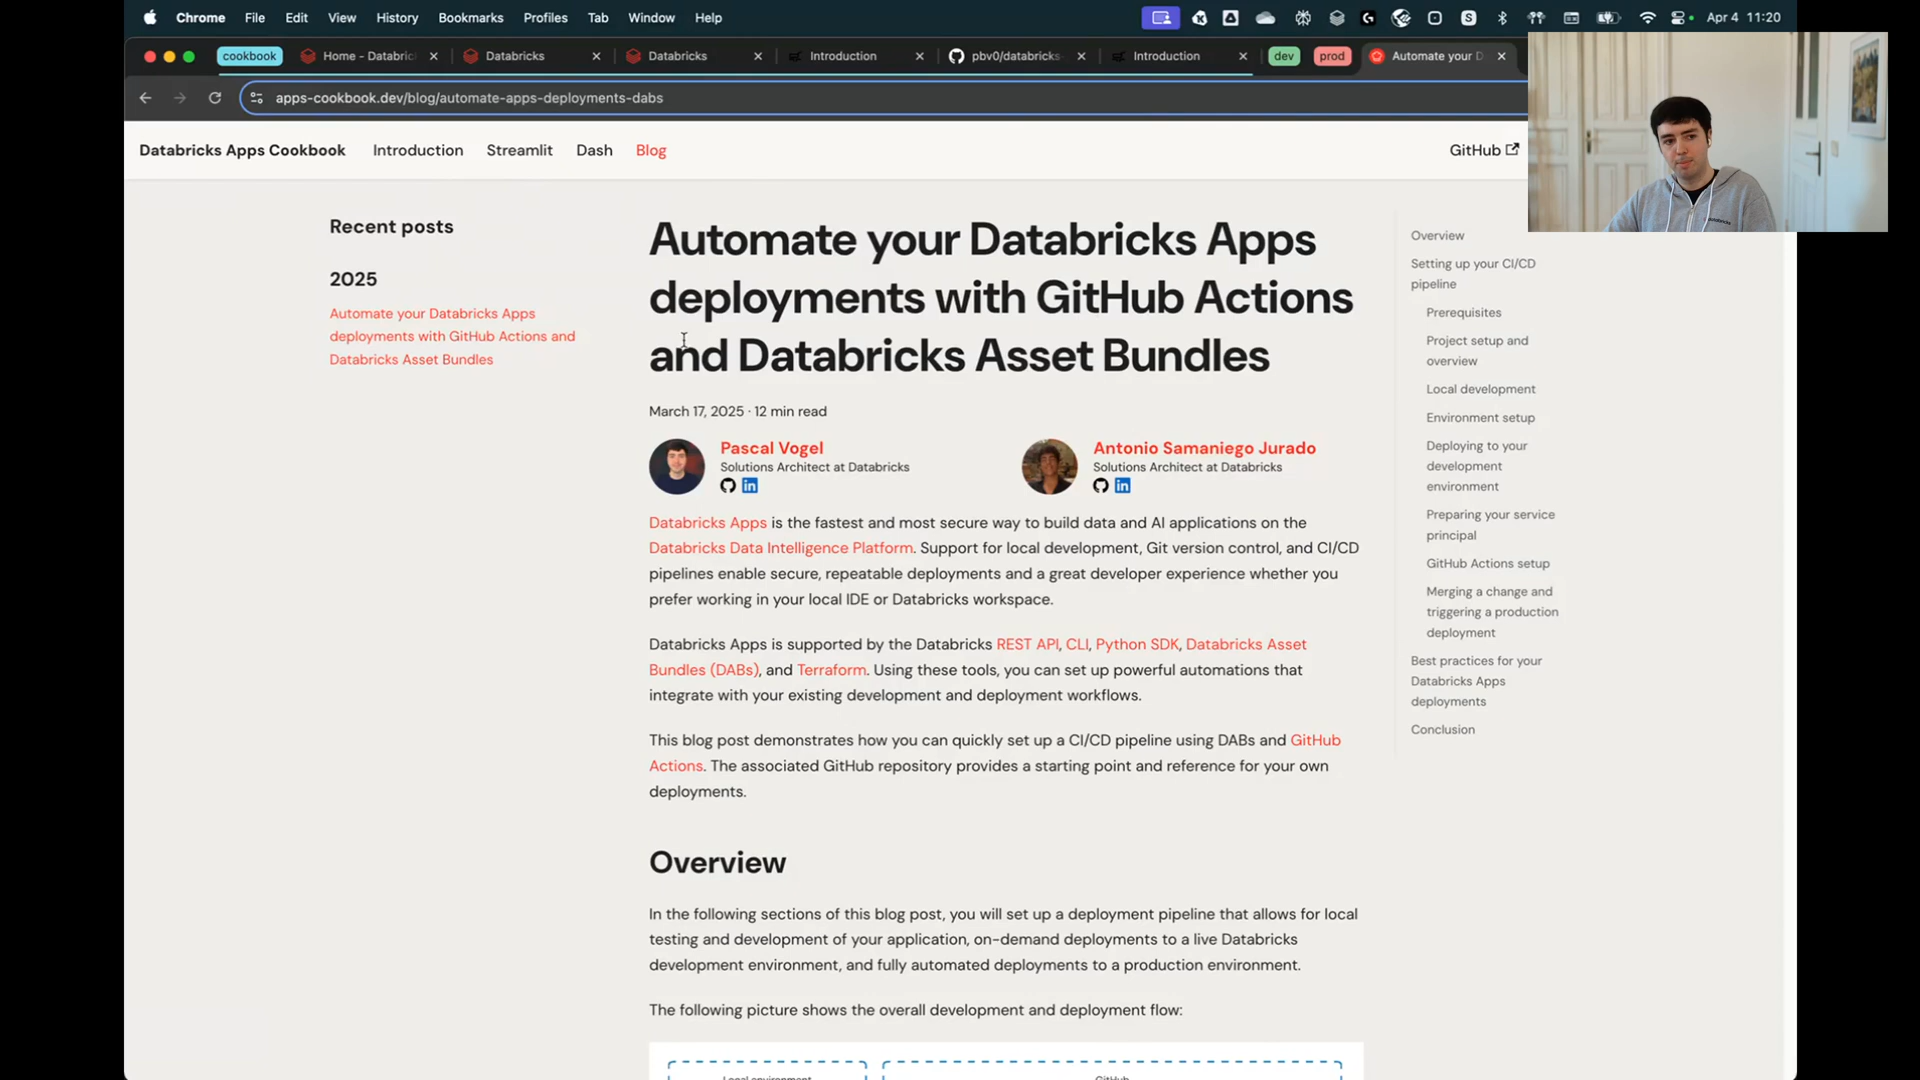 Chrome File Edit View History Bookmarks Profiles Tab Window Help Apr 4 11:20
cookbook Home - Databric Databricks Databricks Introduction pbv0/databricks- Introduction dev prod Automate your D
apps-cookbook.dev/blog/automate-apps-deployments-dabs
Databricks Apps Cookbook Introduction Streamlit Dash Blog GitHub
Recent posts
2025
Automate your Databricks Apps
deployments with GitHub Actions and
Databricks Asset Bundles
Automate your Databricks Apps
deployments with GitHub Actions
and Databricks Asset Bundles
March 17, 2025 · 12 min read
Pascal Vogel
Solutions Architect at Databricks
Antonio Samaniego Jurado
Solutions Architect at Databricks
Databricks Apps is the fastest and most secure way to build data and AI applications on the
Databricks Data Intelligence Platform. Support for local development, Git version control, and CI/CD
pipelines enable secure, repeatable deployments and a great developer experience whether you
prefer working in your local IDE or Databricks workspace.
Databricks Apps is supported by the Databricks REST API, CLI, Python SDK, Databricks Asset
Bundles (DABs), and Terraform. Using these tools, you can set up powerful automations that
integrate with your existing development and deployment workflows.
This blog post demonstrates how you can quickly set up a CI/CD pipeline using DABs and GitHub
Actions. The associated GitHub repository provides a starting point and reference for your own
deployments.
Overview
In the following sections of this blog post, you will set up a deployment pipeline that allows for local
testing and development of your application, on-demand deployments to a live Databricks
development environment, and fully automated deployments to a production environment.
The following picture shows the overall development and deployment flow:
Local environment GitHub
Overview
Setting up your CI/CD
pipeline
Prerequisites
Project setup and
overview
Local development
Environment setup
Deploying to your
development
environment
Preparing your service
principal
GitHub Actions setup
Merging a change and
triggering a production
deployment
Best practices for your
Databricks Apps
deployments
Conclusion